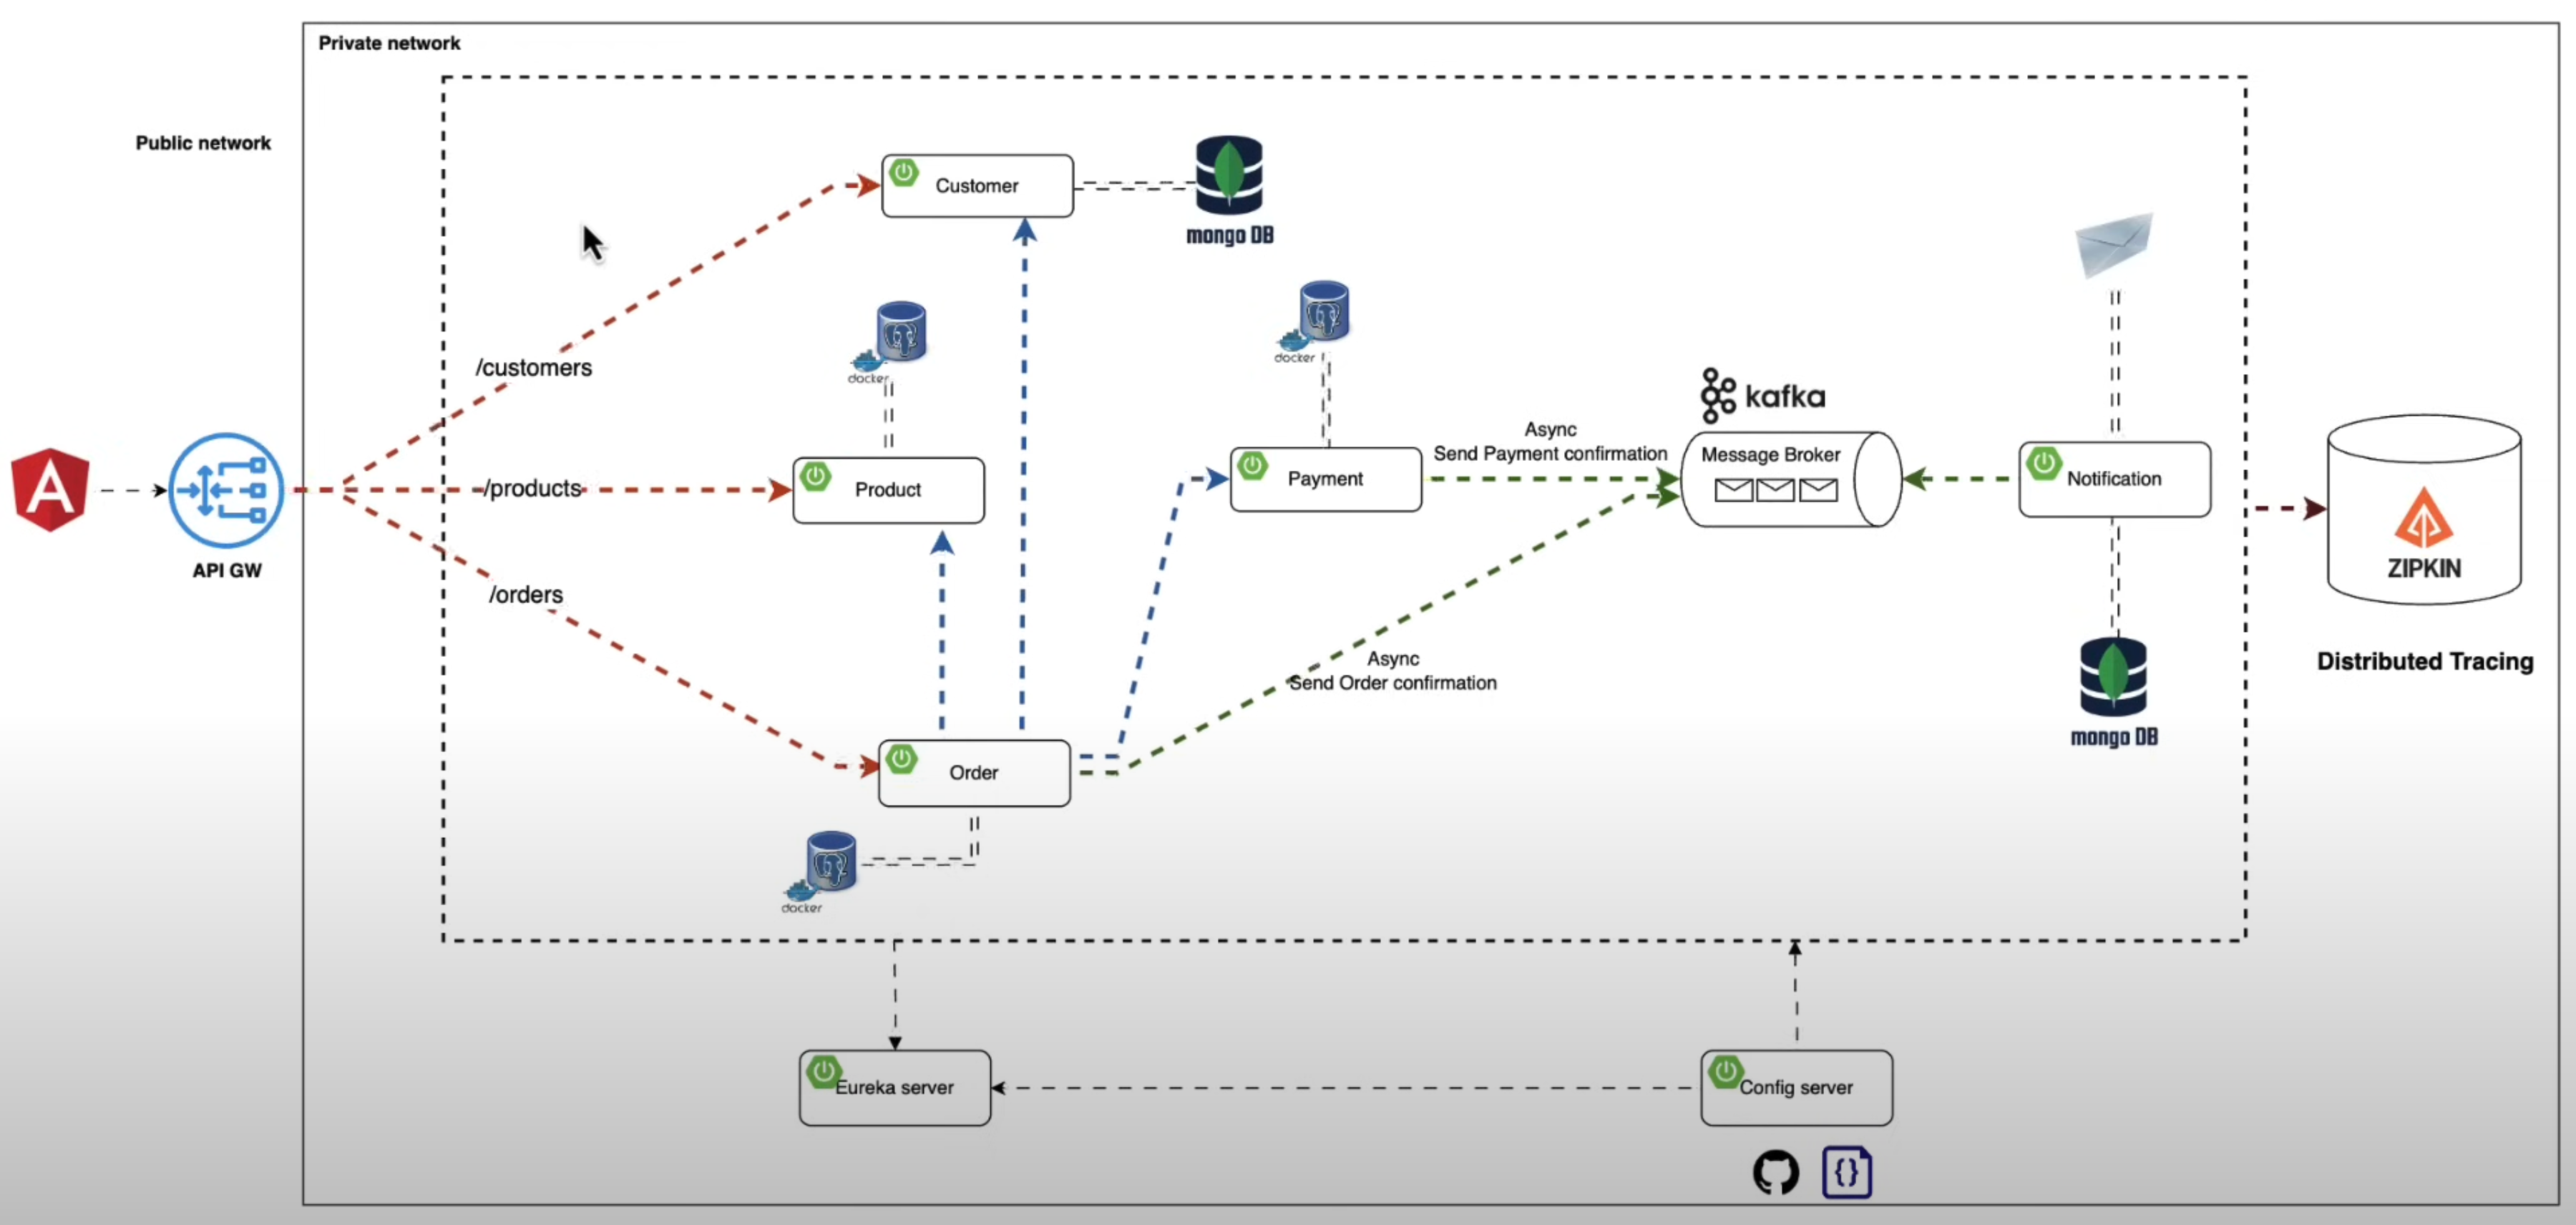 Private network
Public network
Customer
mongo DB
/customers
docker
docker
kafka
Async
Send Payment confirmation
Message Broker
/products
Product
Payment
Notification
API GW
ZIPKIN
/orders
Distributed Tracing
Async
Send Order confirmation
mongo DB
Order
docker
Eureka server
Config server